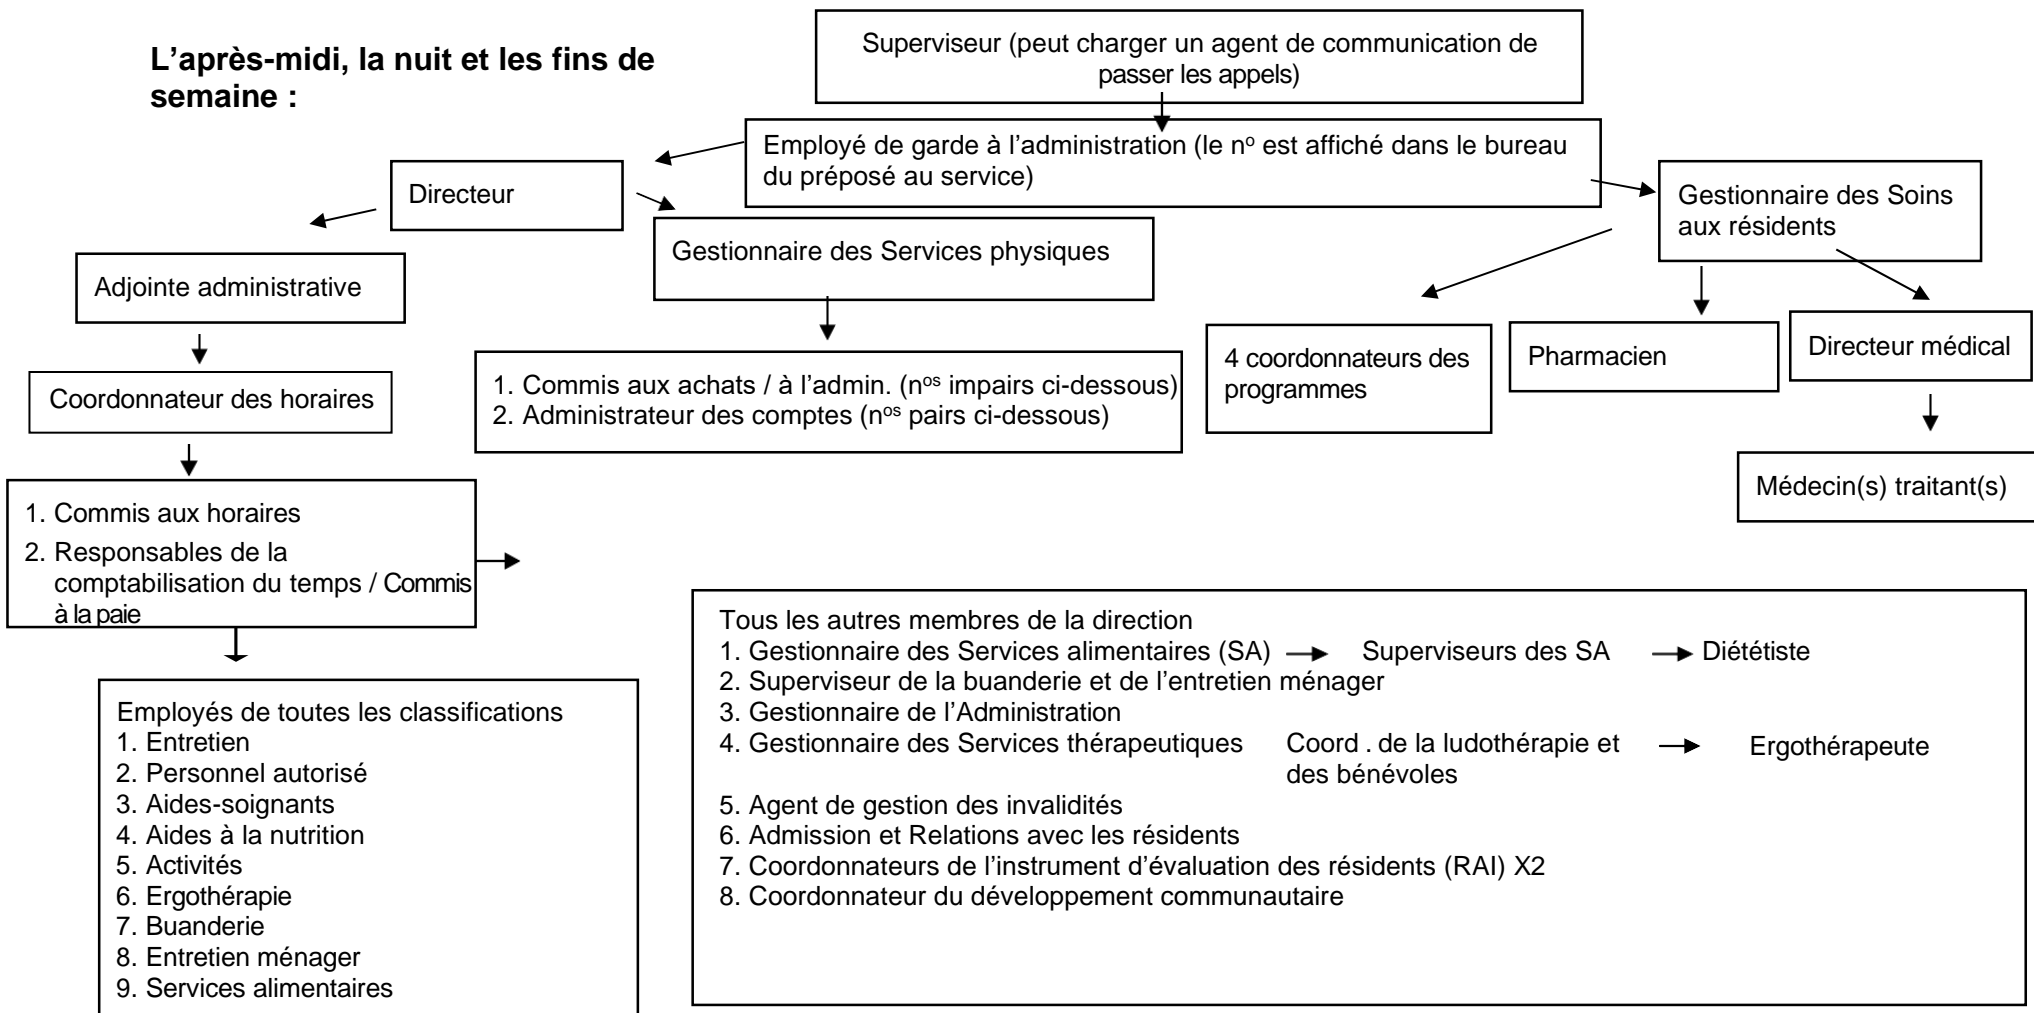 L’après-midi, la nuit et les fins de
semaine :
Superviseur (peut charger un agent de communication de
passer les appels)
Employé de garde à l’administration (le nº est affiché dans le bureau
du préposé au service)
Directeur
Gestionnaire des Soins
aux résidents
Gestionnaire des Services physiques
Adjointe administrative
4 coordonnateurs des
programmes
Pharmacien
Directeur médical
Coordonnateur des horaires
1. Commis aux achats / à l’admin. (nᵒˢ impairs ci-dessous)
2. Administrateur des comptes (nᵒˢ pairs ci-dessous)
Médecin(s) traitant(s)
1. Commis aux horaires
2. Responsables de la
comptabilisation du temps / Commis
à la paie
Tous les autres membres de la direction
1. Gestionnaire des Services alimentaires (SA) → Superviseurs des SA → Diététiste
2. Superviseur de la buanderie et de l’entretien ménager
3. Gestionnaire de l’Administration
4. Gestionnaire des Services thérapeutiques Coord . de la ludothérapie et → Ergothérapeute
des bénévoles
5. Agent de gestion des invalidités
6. Admission et Relations avec les résidents
7. Coordonnateurs de l’instrument d’évaluation des résidents (RAI) X2
8. Coordonnateur du développement communautaire
Employés de toutes les classifications
1. Entretien
2. Personnel autorisé
3. Aides-soignants
4. Aides à la nutrition
5. Activités
6. Ergothérapie
7. Buanderie
8. Entretien ménager
9. Services alimentaires